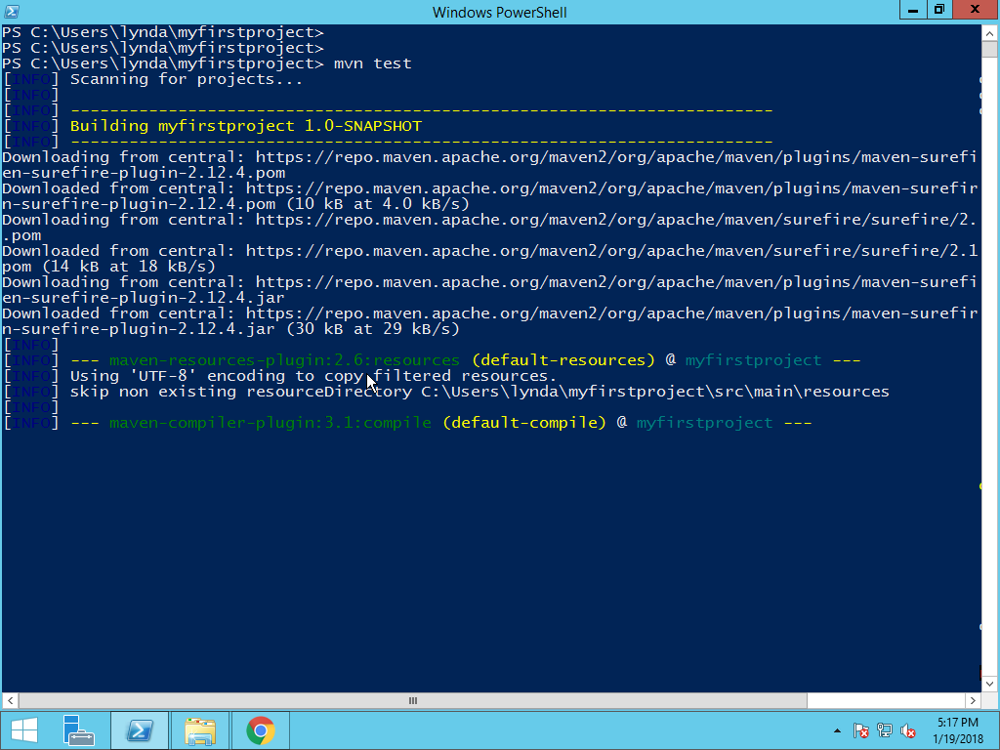 Windows PowerShell
PS C:\Users\lynda\myfirstproject>
PS C:\Users\lynda\myfirstproject>
PS C:\Users\lynda\myfirstproject> mvn test
[INFO] Scanning for projects...
[INFO]
[INFO] ------------------------------------------------------------------------
[INFO] Building myfirstproject 1.0-SNAPSHOT
[INFO] ------------------------------------------------------------------------
Downloading from central: https://repo.maven.apache.org/maven2/org/apache/maven/plugins/maven-surefi
en-surefire-plugin-2.12.4.pom
Downloaded from central: https://repo.maven.apache.org/maven2/org/apache/maven/plugins/maven-surefir
n-surefire-plugin-2.12.4.pom (10 kB at 4.0 kB/s)
Downloading from central: https://repo.maven.apache.org/maven2/org/apache/maven/surefire/surefire/2.
.pom
Downloaded from central: https://repo.maven.apache.org/maven2/org/apache/maven/surefire/surefire/2.1
pom (14 kB at 18 kB/s)
Downloading from central: https://repo.maven.apache.org/maven2/org/apache/maven/plugins/maven-surefi
en-surefire-plugin-2.12.4.jar
Downloaded from central: https://repo.maven.apache.org/maven2/org/apache/maven/plugins/maven-surefir
n-surefire-plugin-2.12.4.jar (30 kB at 29 kB/s)
[INFO]
[INFO] --- maven-resources-plugin:2.6:resources (default-resources) @ myfirstproject ---
[INFO] Using 'UTF-8' encoding to copy filtered resources.
[INFO] skip non existing resourceDirectory C:\Users\lynda\myfirstproject\src\main\resources
[INFO]
[INFO] --- maven-compiler-plugin:3.1:compile (default-compile) @ myfirstproject ---
5:17 PM
1/19/2018